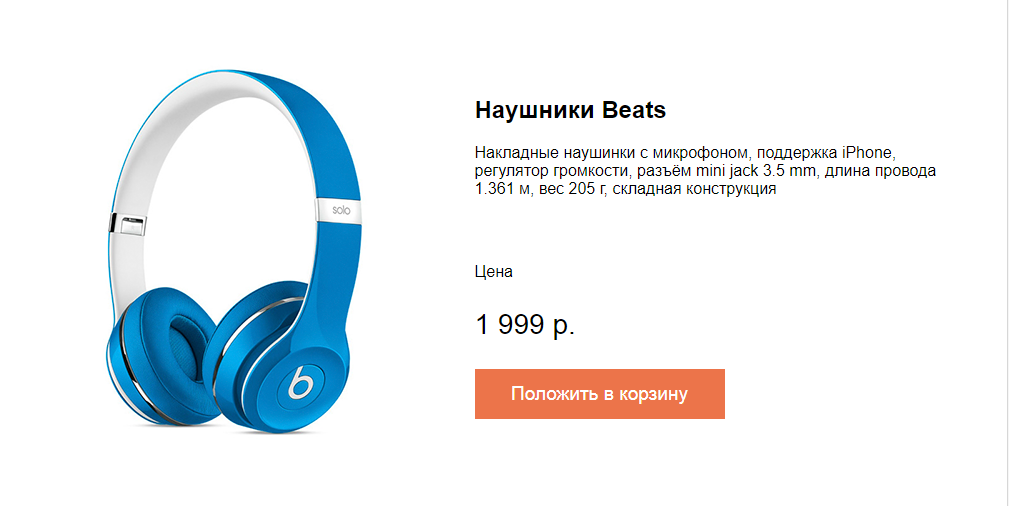 Наушники Beats
Накладные наушинки с микрофоном, поддержка iPhone,
регулятор громкости, разъём mini jack 3.5 mm, длина провода
1.361 м, вес 205 г, складная конструкция
solo
Цена
1 999 р.
b
Положить в корзину